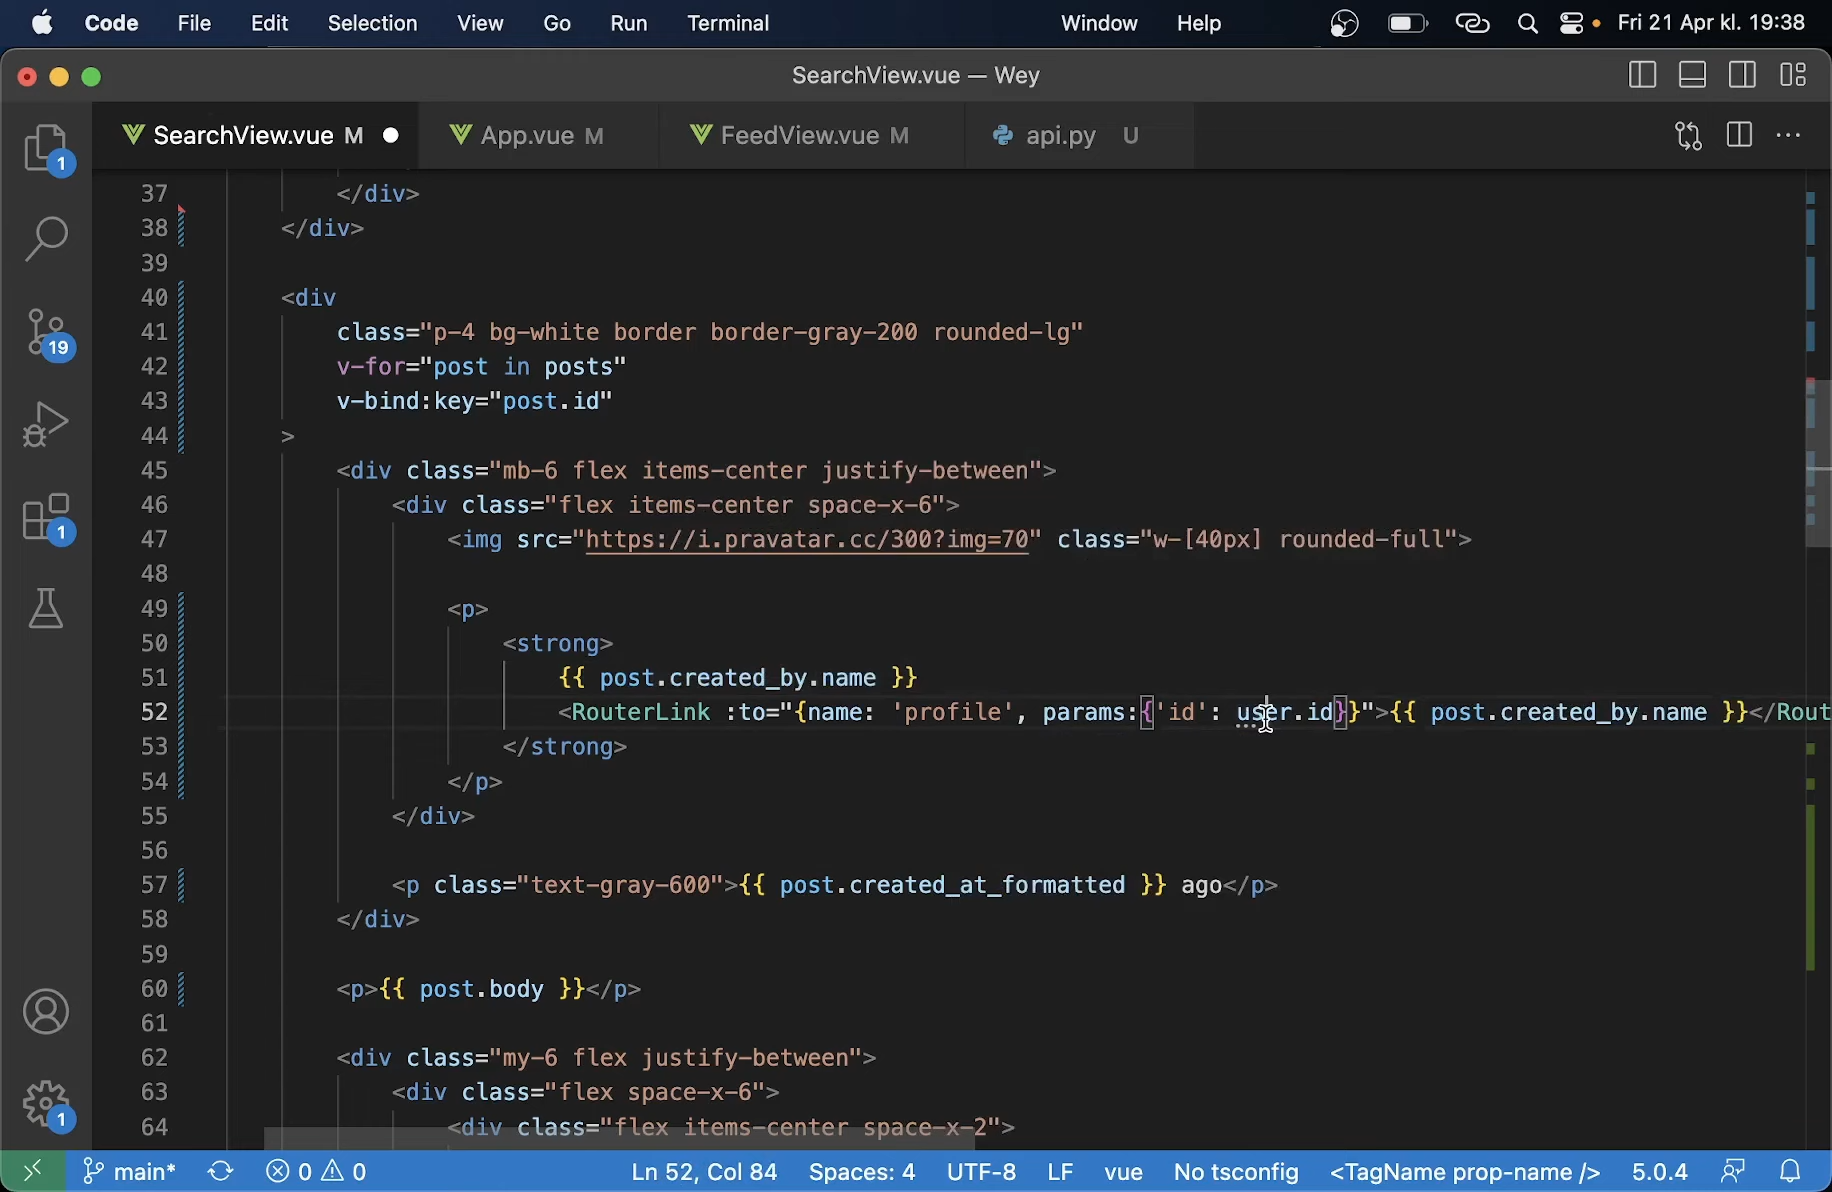 Code File Edit Selection View Go Run Terminal Window Help Fri 21 Apr kl. 19:38
SearchView.vue — Wey
SearchView.vue M App.vue M FeedView.vue M api.py U
1
19
1
1
37 </div>
38 </div>
39
40 <div
41 class="p-4 bg-white border border-gray-200 rounded-lg"
42 v-for="post in posts"
43 v-bind:key="post.id"
44 >
45 <div class="mb-6 flex items-center justify-between">
46 <div class="flex items-center space-x-6">
47 <img src="https://i.pravatar.cc/300?img=70" class="w-[40px] rounded-full">
48
49 <p>
50 <strong>
51 {{ post.created_by.name }}
52 <RouterLink :to="{name: 'profile', params:{'id': user.id}}">{{ post.created_by.name }}</Rout
53 </strong>
54 </p>
55 </div>
56
57 <p class="text-gray-600">{{ post.created_at_formatted }} ago</p>
58 </div>
59
60 <p>{{ post.body }}</p>
61
62 <div class="my-6 flex justify-between">
63 <div class="flex space-x-6">
64 <div class="flex items-center space-x-2">
main* 0 0 Ln 52, Col 84 Spaces: 4 UTF-8 LF vue No tsconfig <TagName prop-name /> 5.0.4